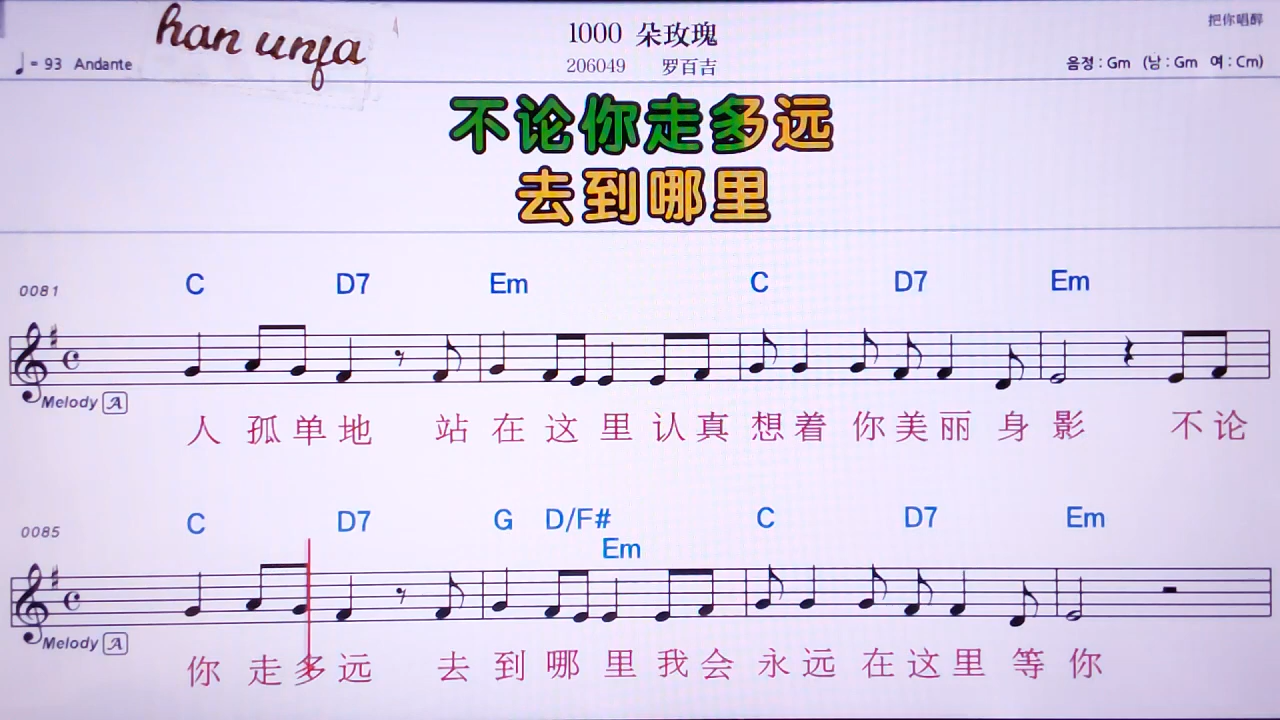 han unfa
1000 朵玫瑰
把你唱醉
♩= 93 Andante
206049 罗百吉
음정 : Gm (남 : Gm 여 : Cm)
不论你走多远
去到哪里
0081
C D7 Em C D7 Em
Melody A
人孤单地 站在这里认真想着你美丽身影 不论
0085
C D7 G D/F# C D7 Em
Em
Melody A
你走多远 去到哪里我会永远在这里等你